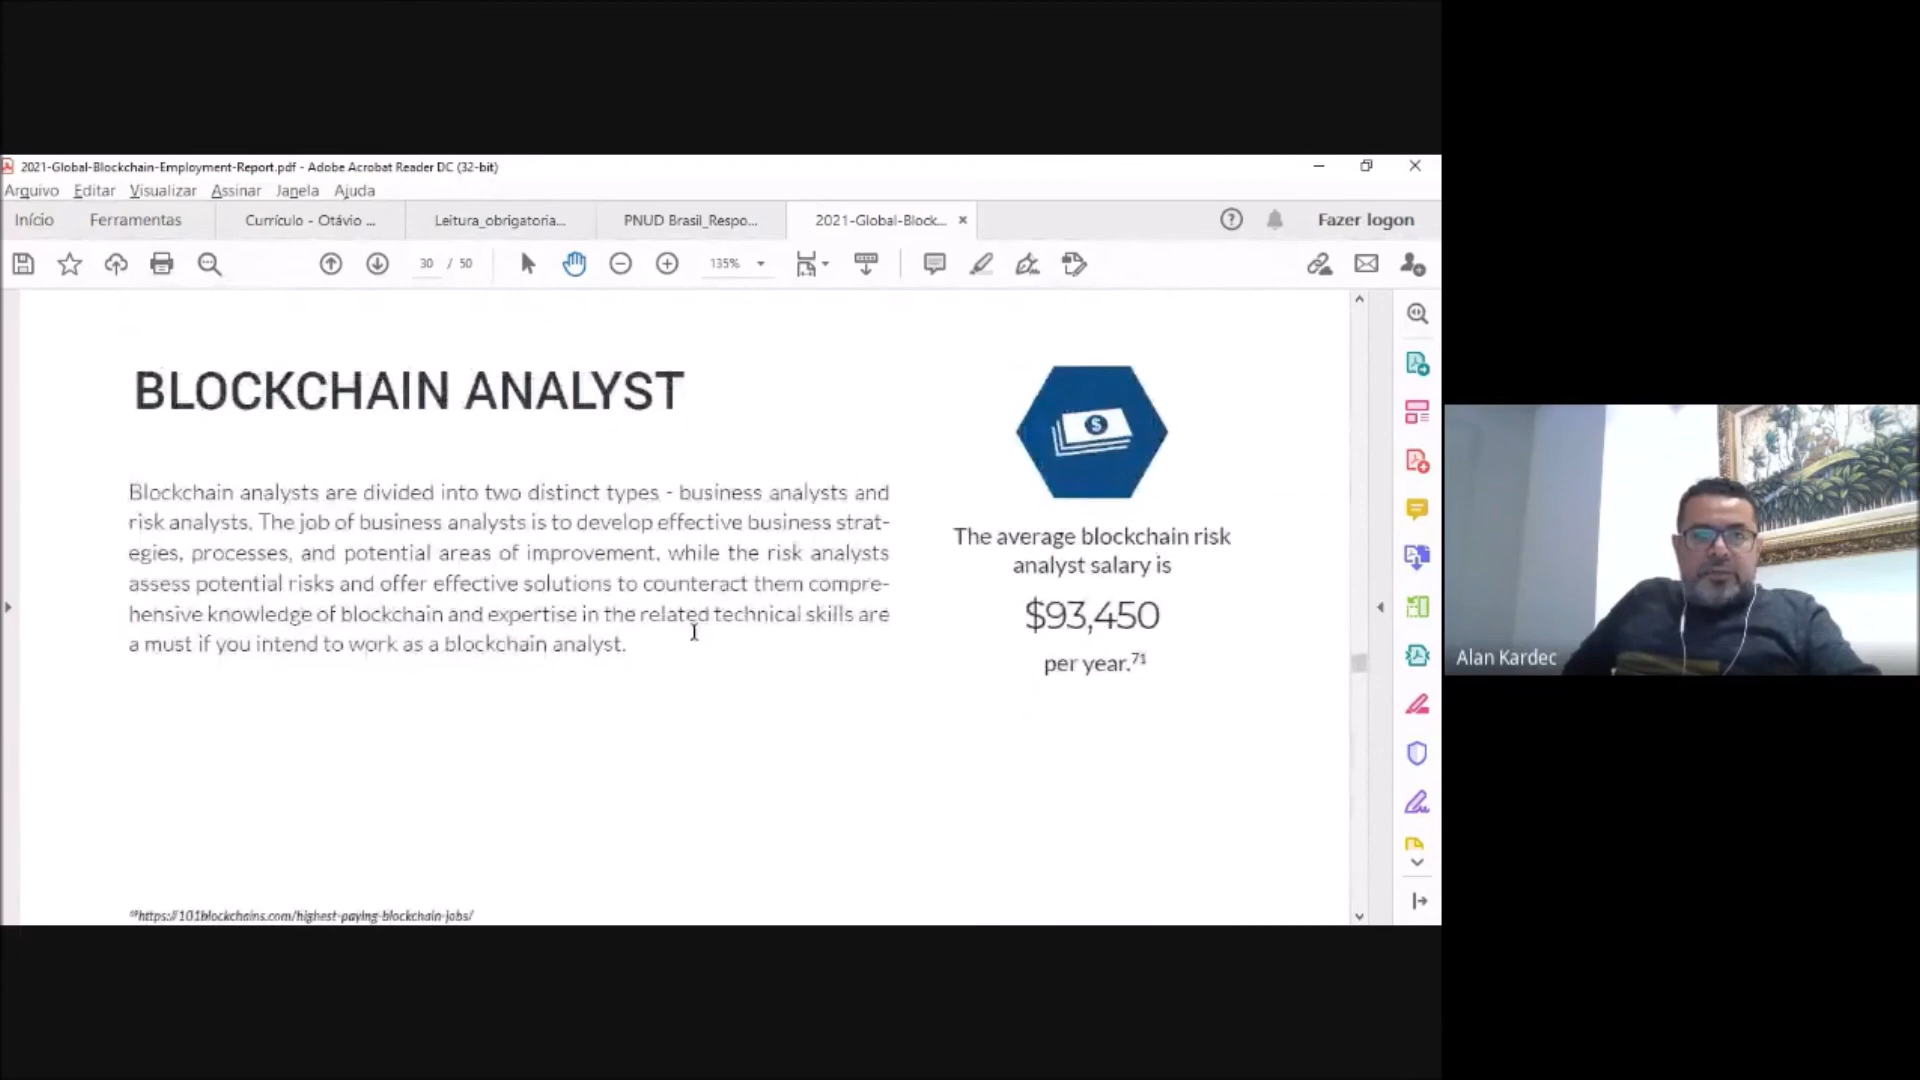 2021-Global-Blockchain-Employment-Report.pdf - Adobe Acrobat Reader DC (32-bit)
Arquivo Editar Visualizar Assinar Janela Ajuda
Início Ferramentas Currículo - Otávio ... Leitura_obrigatoria... PNUD Brasil_Respo... 2021-Global-Block... Fazer logon
30 / 50 135%
BLOCKCHAIN ANALYST
Blockchain analysts are divided into two distinct types - business analysts and
risk analysts. The job of business analysts is to develop effective business strat-
egies, processes, and potential areas of improvement, while the risk analysts
assess potential risks and offer effective solutions to counteract them compre-
hensive knowledge of blockchain and expertise in the related technical skills are
a must if you intend to work as a blockchain analyst.
$
The average blockchain risk
analyst salary is
$93,450
per year.71
Alan Kardec
https://101blockchains.com/highest-paying-blockchain-jobs/